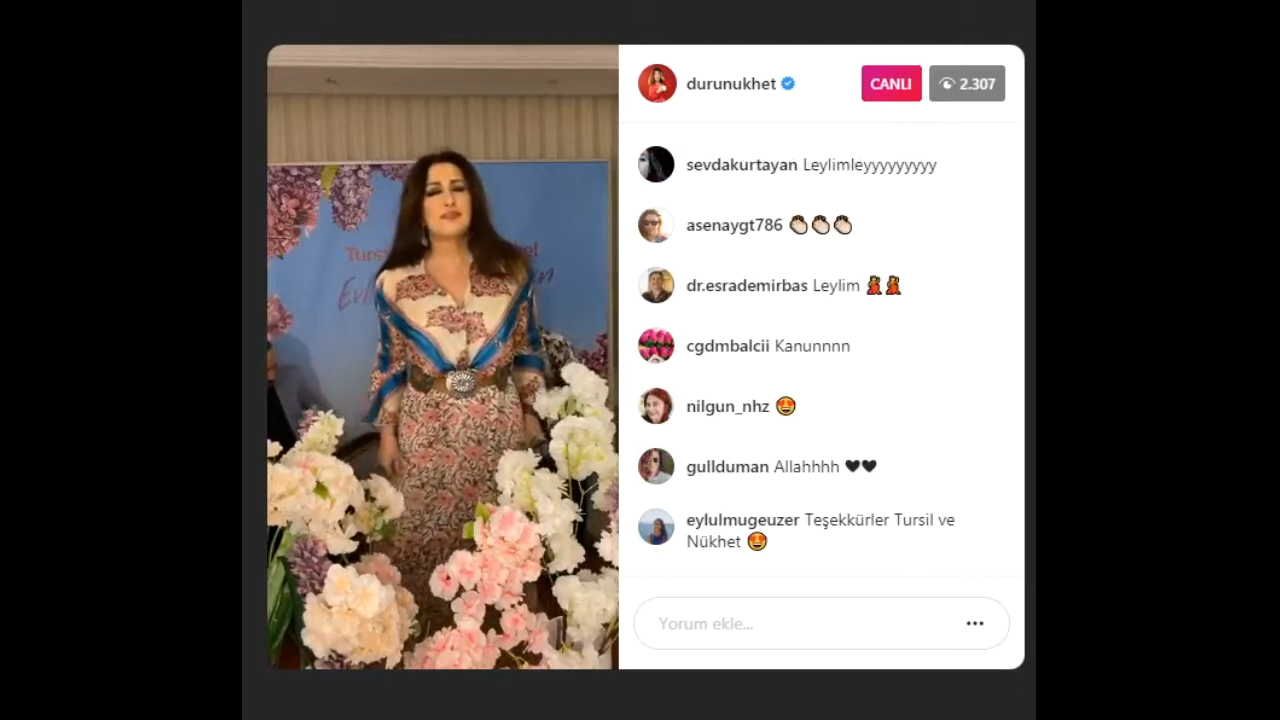 durunukhet
CANLI
2.307
sevdakurtayan Leylimleyyyyyyyyy
asenaygt786 👏🏻👏🏻👏🏻
dr.esrademirbas Leylim 💃💃
cgdmbalcii Kanunnnn
nilgun_nhz 😍
gullduman Allahhhh 🖤🖤
eylulmugeuzer Teşekkürler Tursil ve
Nükhet 😍
Yorum ekle...